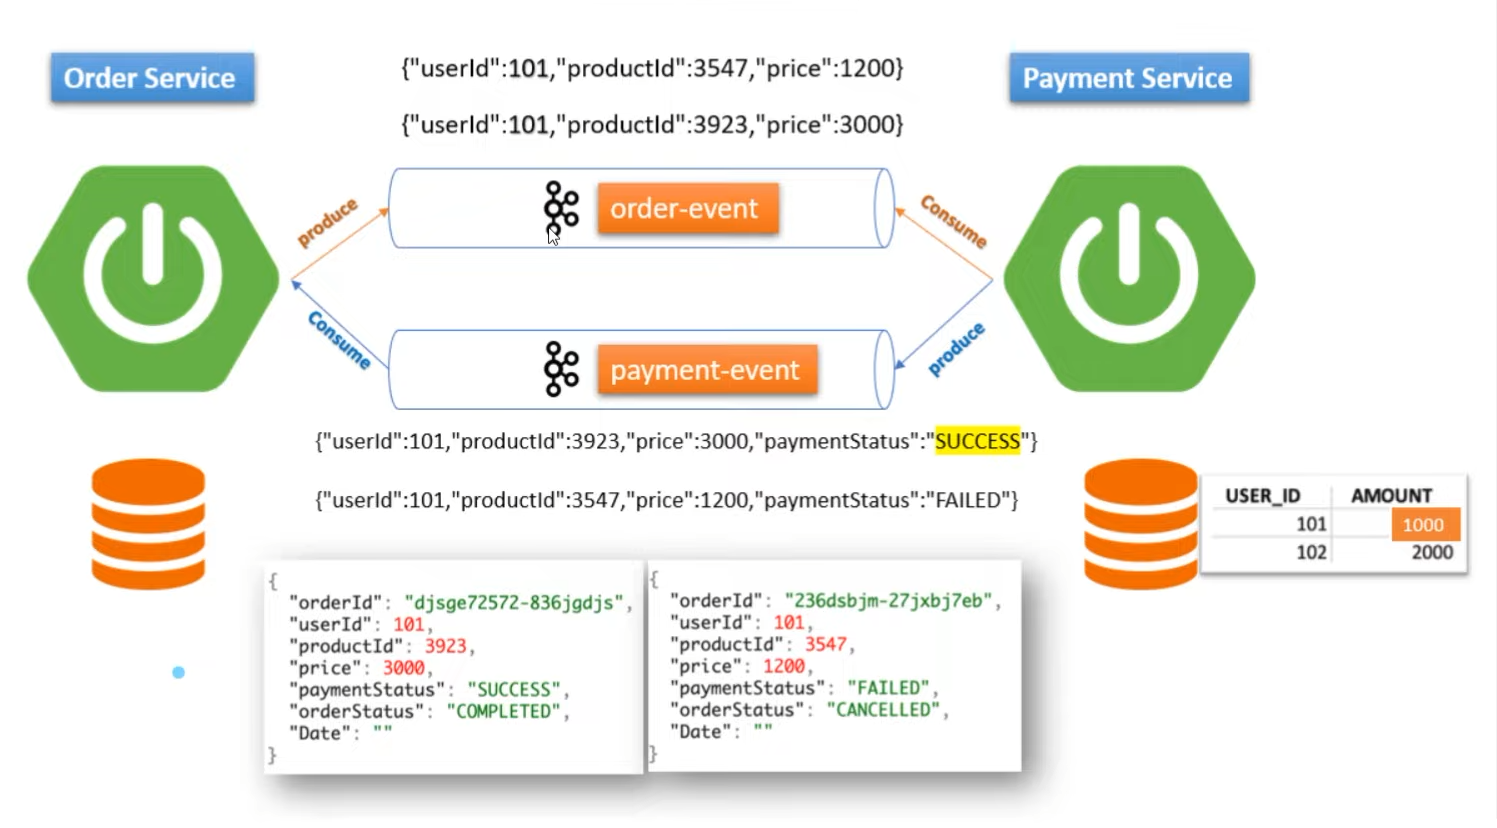 Order Service
{"userId":101,"productId":3547,"price":1200}
Payment Service
{"userId":101,"productId":3923,"price":3000}
produce
order-event
Consume
Consume
payment-event
produce
{"userId":101,"productId":3923,"price":3000,"paymentStatus":"SUCCESS"}
{"userId":101,"productId":3547,"price":1200,"paymentStatus":"FAILED"}
USER_ID AMOUNT
101 1000
102 2000
{
"orderId": "djsge72572-836jgdjs",
"userId": 101,
"productId": 3923,
"price": 3000,
"paymentStatus": "SUCCESS",
"orderStatus": "COMPLETED",
"Date": ""
}
{
"orderId": "236dsbjm-27jxbj7eb",
"userId": 101,
"productId": 3547,
"price": 1200,
"paymentStatus": "FAILED",
"orderStatus": "CANCELLED",
"Date": ""
}